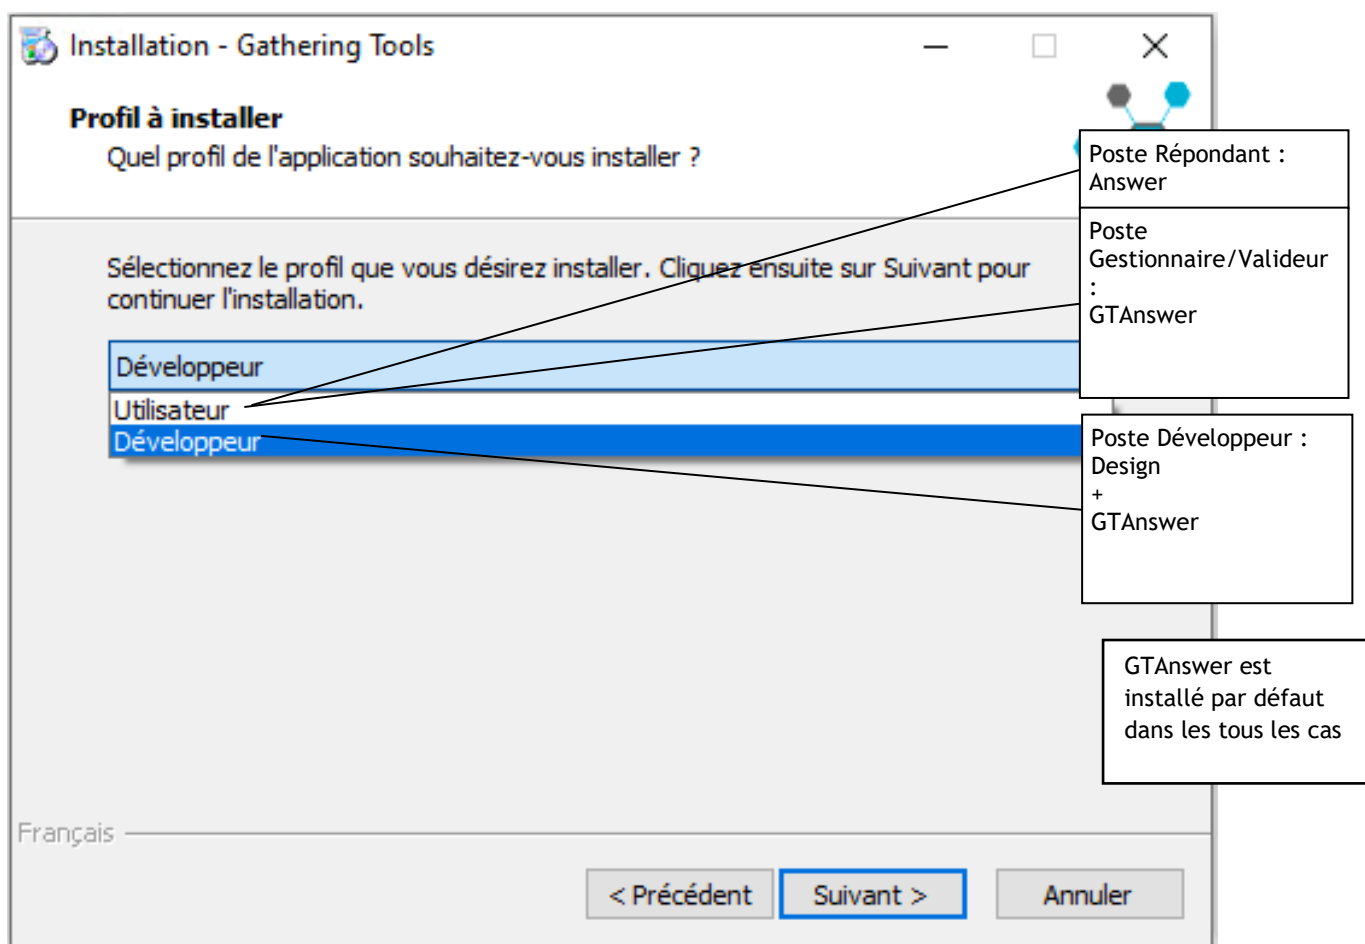 Installation - Gathering Tools
Profil à installer
Quel profil de l'application souhaitez-vous installer ?
Poste Répondant :
Answer
Poste
Gestionnaire/Valideur
:
GTAnswer
Sélectionnez le profil que vous désirez installer. Cliquez ensuite sur Suivant pour
continuer l'installation.
Développeur
Utilisateur
Développeur
Poste Développeur :
Design
+
GTAnswer
GTAnswer est
installé par défaut
dans les tous les cas
Français
< Précédent
Suivant >
Annuler